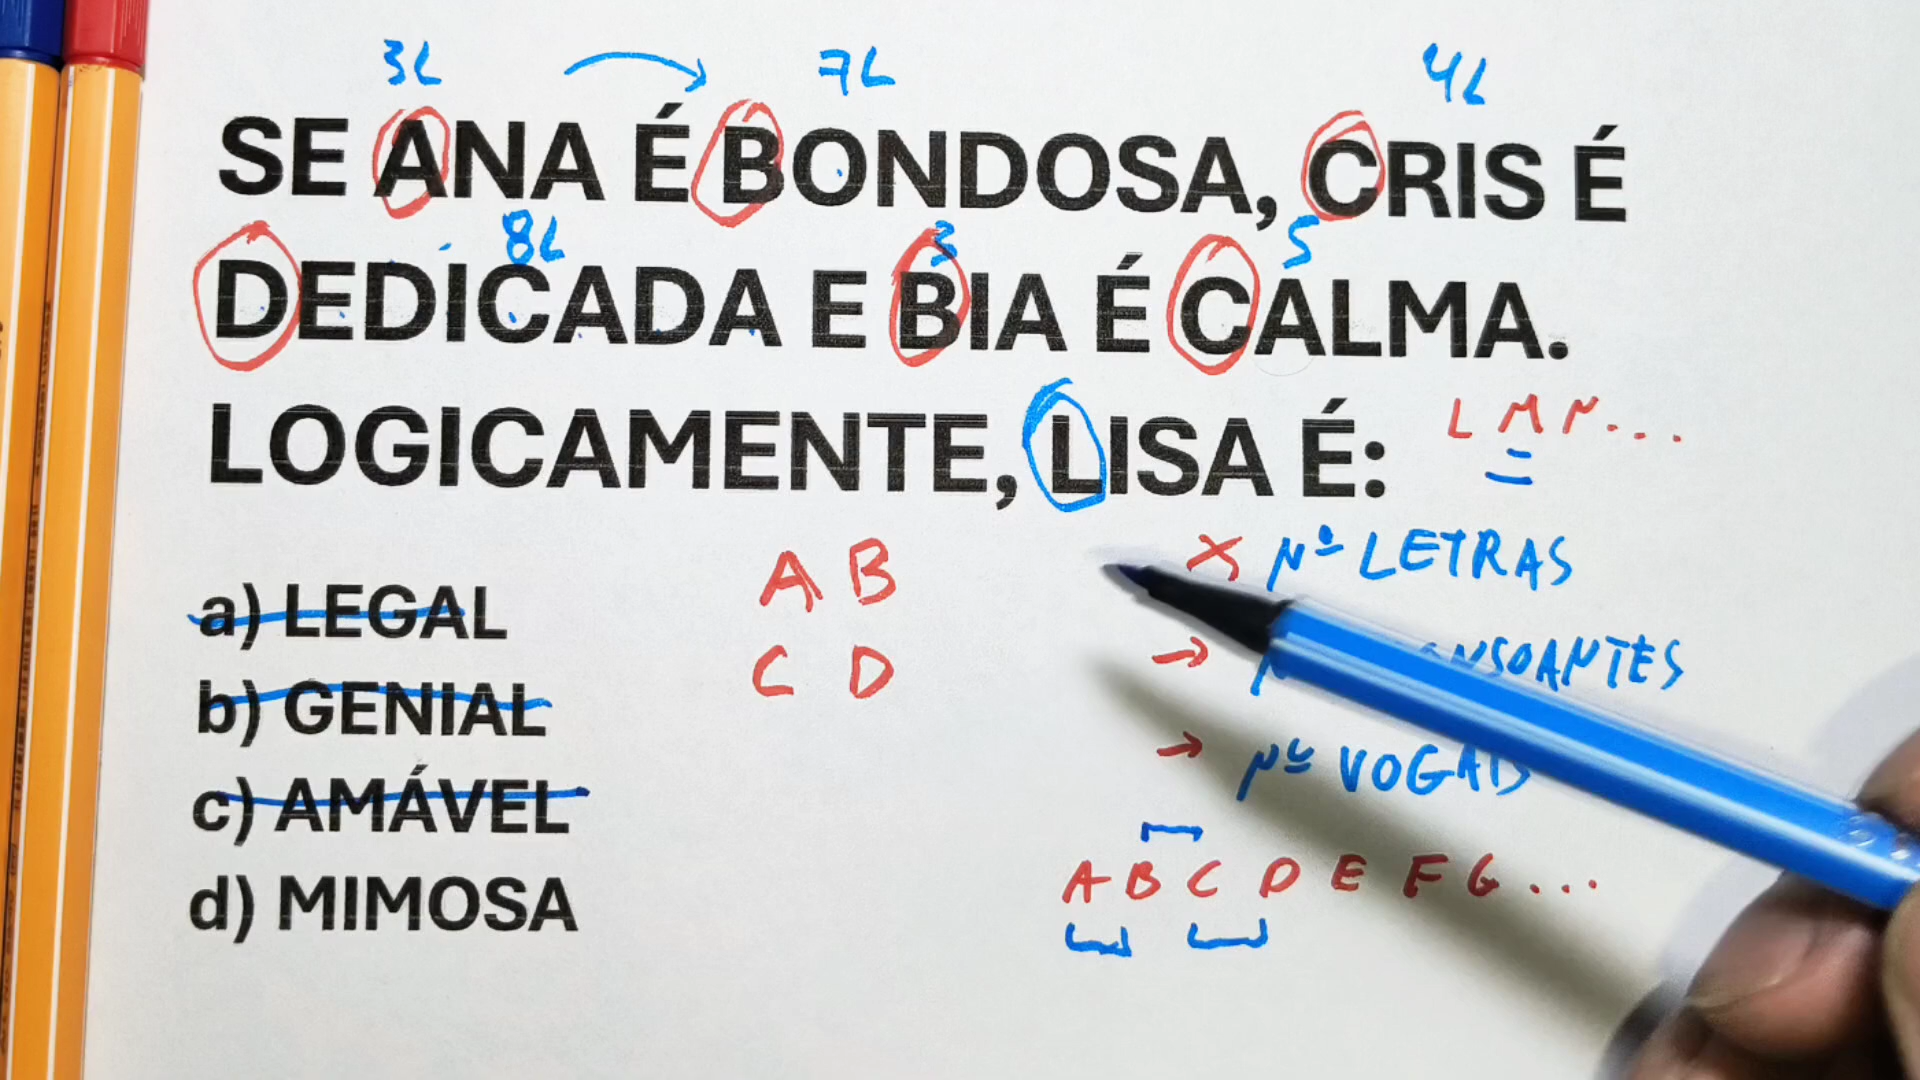 3L 7L 4L
SE ANA É BONDOSA, CRIS É
8L 3 5
DEDICADA E BIA É CALMA.
LOGICAMENTE, LISA É:
L M N...
a) LEGAL
b) GENIAL
c) AMÁVEL
d) MIMOSA
A B
C D
X Nº LETRAS
→
→ Nº VOGAIS
A B C D E F G...